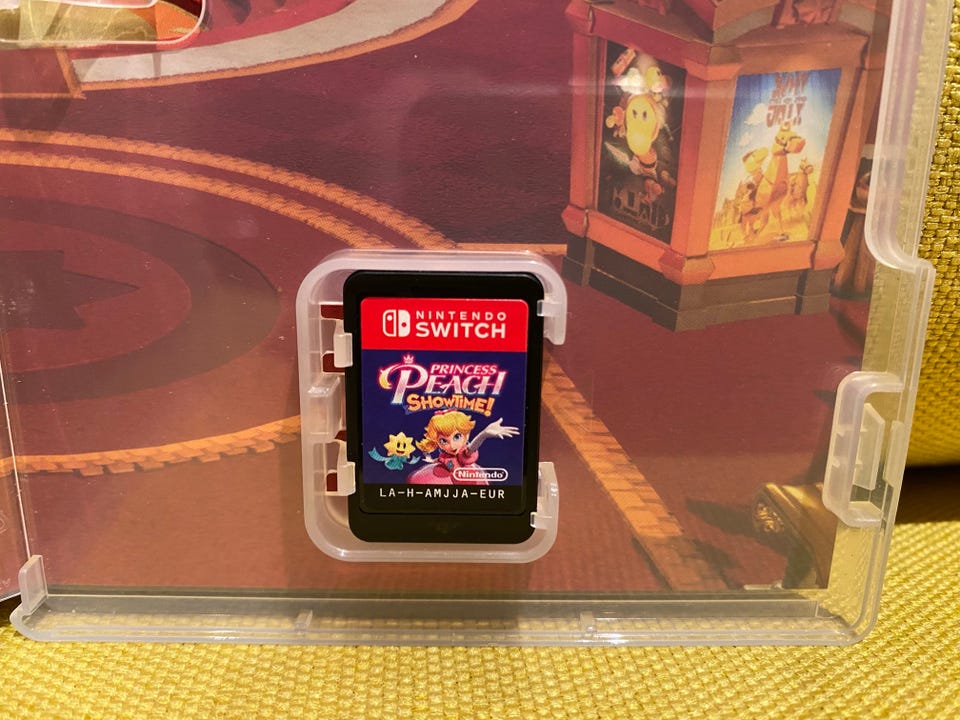 NINTENDO
SWITCH
PRINCESS
PEACH
SHOWTIME!
Nintendo
LA-H-AMJJA-EUR